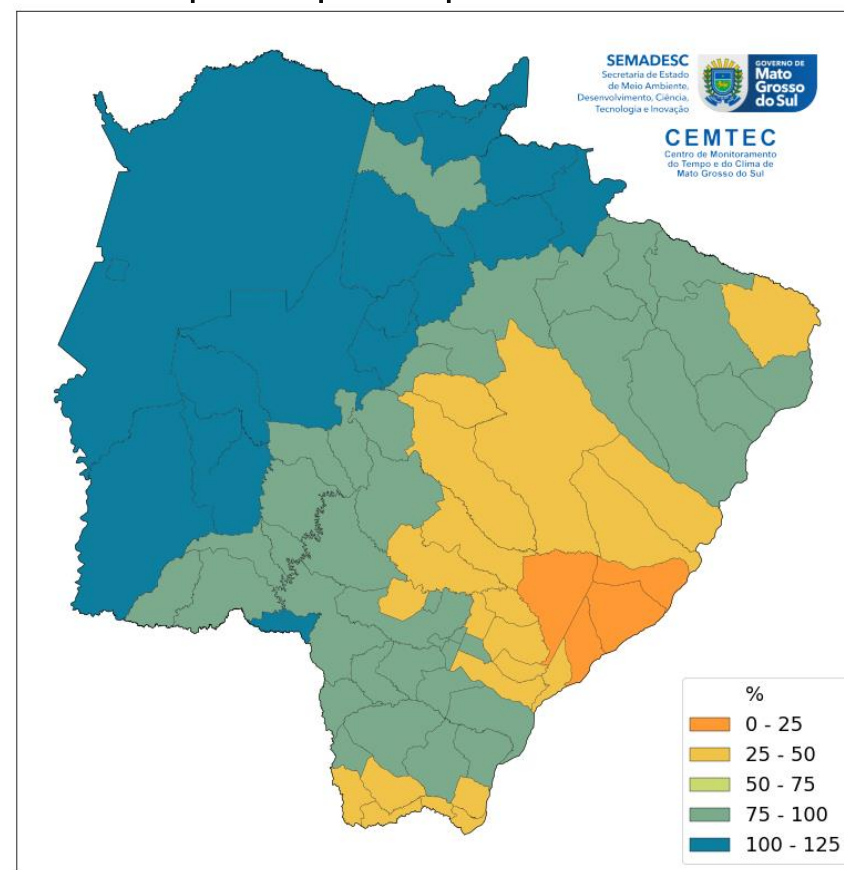 SEMADESC
Secretaria de Estado
de Meio Ambiente,
Desenvolvimento, Ciência,
Tecnologia e Inovação
GOVERNO DE
Mato
Grosso
do Sul
CEMTEC
Centro de Monitoramento
do Tempo e do Clima de
Mato Grosso do Sul
%
0 - 25
25 - 50
50 - 75
75 - 100
100 - 125